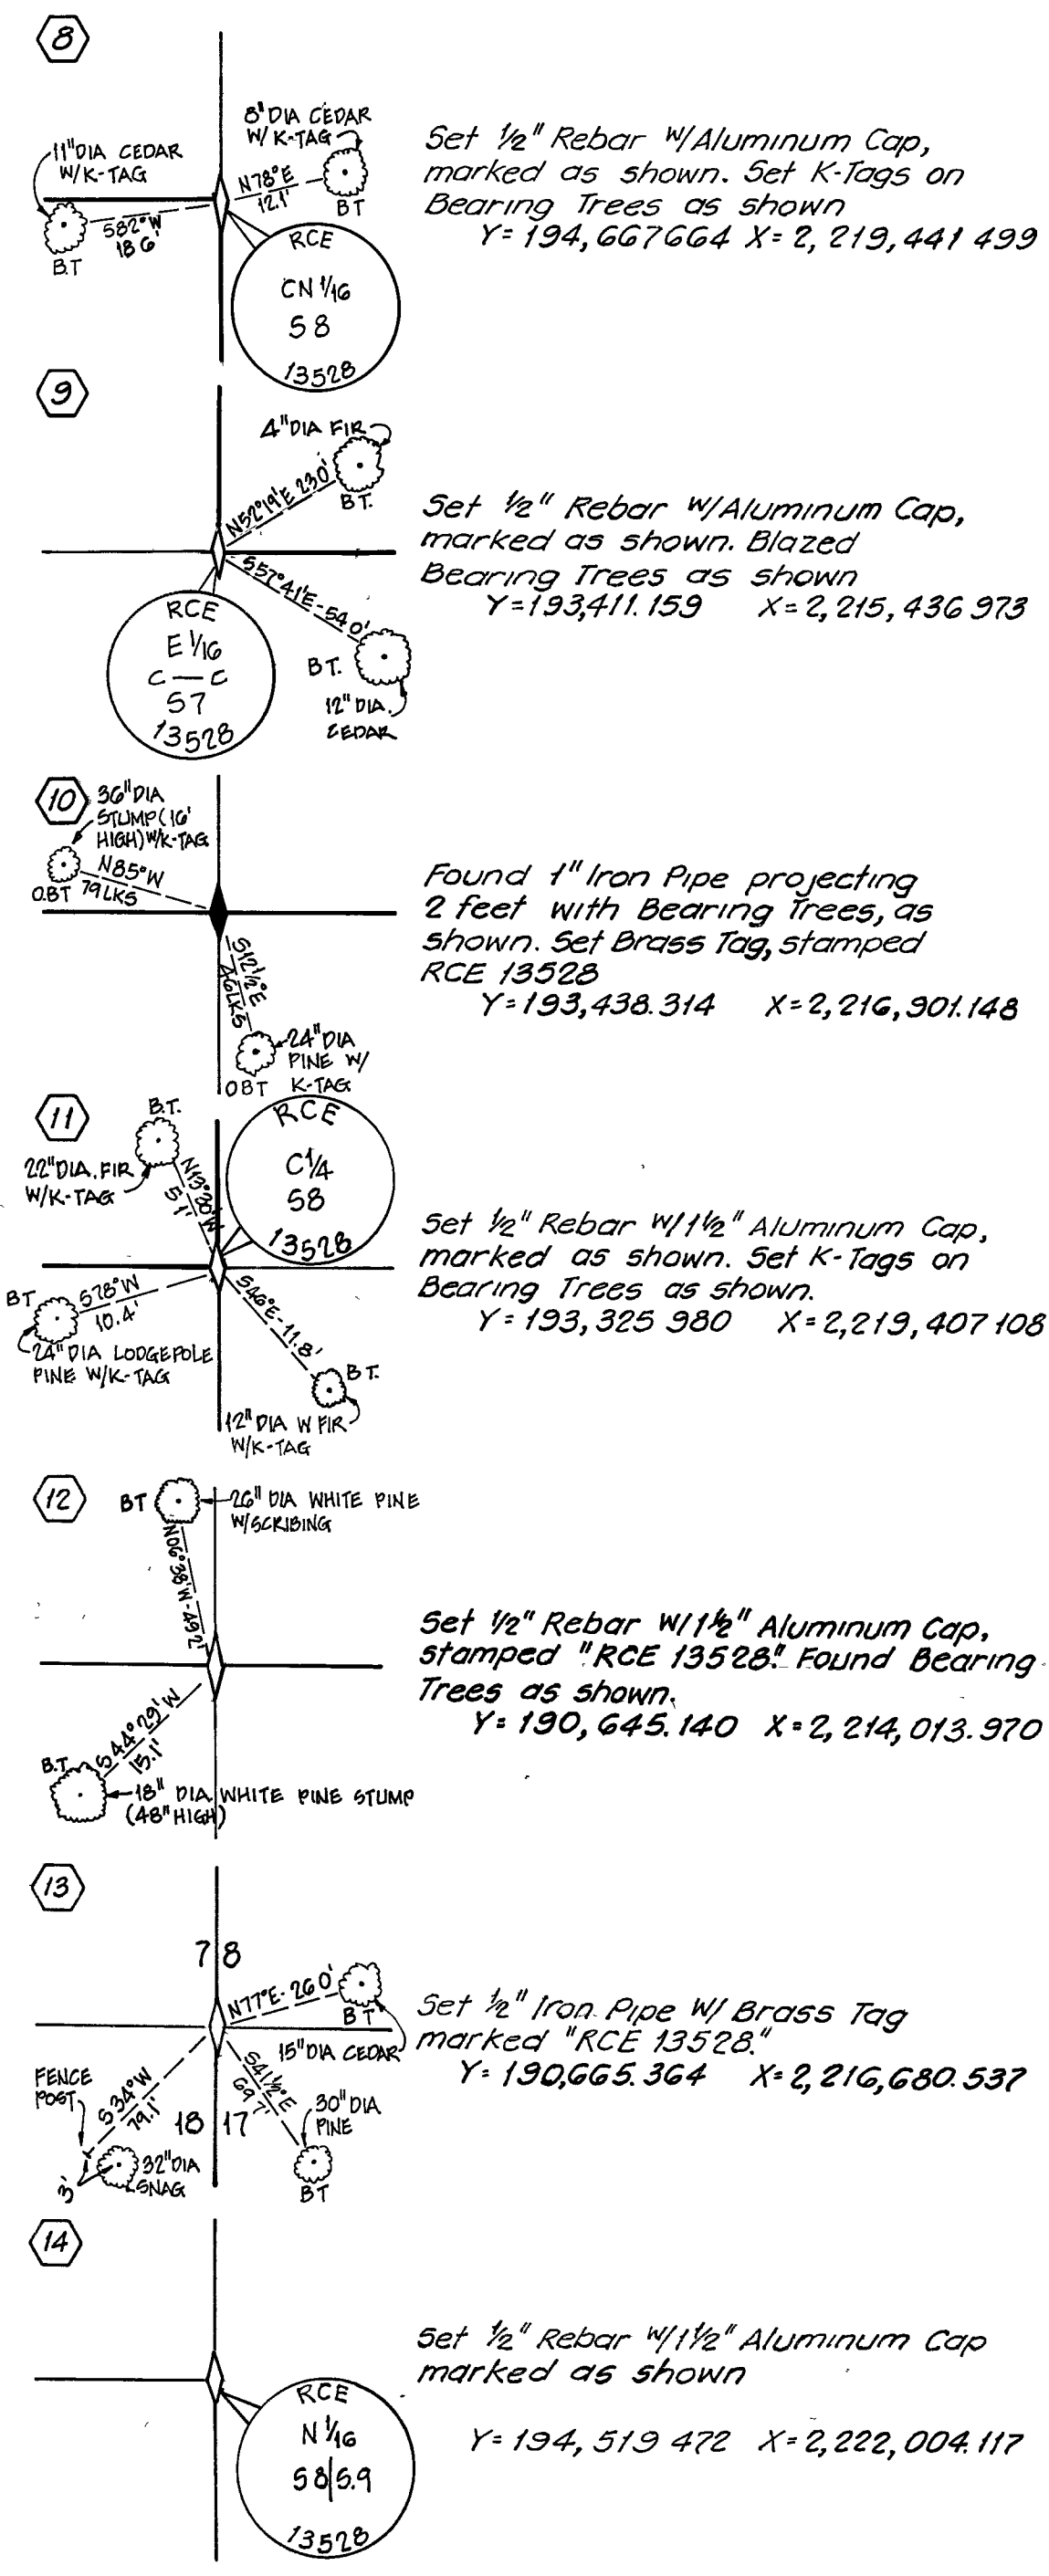 8
8" DIA CEDAR
W/ K-TAG
11" DIA CEDAR
W/K-TAG
N78°E
12.1'
BT
S82°W
18 6'
B.T
RCE
CN 1/16
S8
13528
Set 1/2" Rebar W/Aluminum Cap,
marked as shown. Set K-Tags on
Bearing Trees as shown
Y= 194,667664 X= 2,219,441 499
9
4" DIA FIR
N52°19'E 23 0'
B T.
S57°41'E - 54 0'
B T.
12" DIA.
CEDAR
RCE
E 1/16
C — C
S7
13528
Set 1/2" Rebar W/Aluminum Cap,
marked as shown. Blazed
Bearing Trees as shown
Y=193,411.159 X=2,215,436 973
10
36" DIA
STUMP (16'
HIGH) W/K-TAG
N85°W
79 LKS
O.BT
S12 1/2°E
46 LKS
24" DIA
PINE W/
K-TAG
OBT
Found 1" Iron Pipe projecting
2 feet with Bearing Trees, as
shown. Set Brass Tag, stamped
RCE 13528
Y=193,438.314 X=2,216,901.148
11
B.T.
22" DIA. FIR
W/K-TAG
N19°30'W
5 1'
RCE
C 1/4
S8
13528
BT
S78°W
10.4'
24" DIA LODGEPOLE
PINE W/K-TAG
S46°E - 11.8'
B T.
12" DIA W FIR
W/K-TAG
Set 1/2" Rebar W/1 1/2" Aluminum Cap,
marked as shown. Set K-Tags on
Bearing Trees as shown.
Y= 193,325 980 X=2,219,407 108
12
BT
26" DIA WHITE PINE
W/SCRIBING
N06°38'W - 49 2'
S44°29'W
15.1'
B.T
18" DIA WHITE PINE STUMP
(48" HIGH)
Set 1/2" Rebar W/1 1/2" Aluminum Cap,
stamped "RCE 13528". Found Bearing
Trees as shown.
Y= 190,645.140 X=2,214,013.970
13
7 8
N77°E - 26 0'
B T
15" DIA CEDAR
FENCE
POST
S34°W
79.1'
S41 1/2°E
69 7'
18 17
30" DIA
PINE
32" DIA
SNAG
3'
BT
Set 1/2" Iron Pipe W/ Brass Tag
marked "RCE 13528."
Y= 190,665.364 X=2,216,680.537
14
RCE
N 1/16
S8|S.9
13528
Set 1/2" Rebar W/1 1/2" Aluminum Cap
marked as shown
Y= 194,519 472 X=2,222,004.117